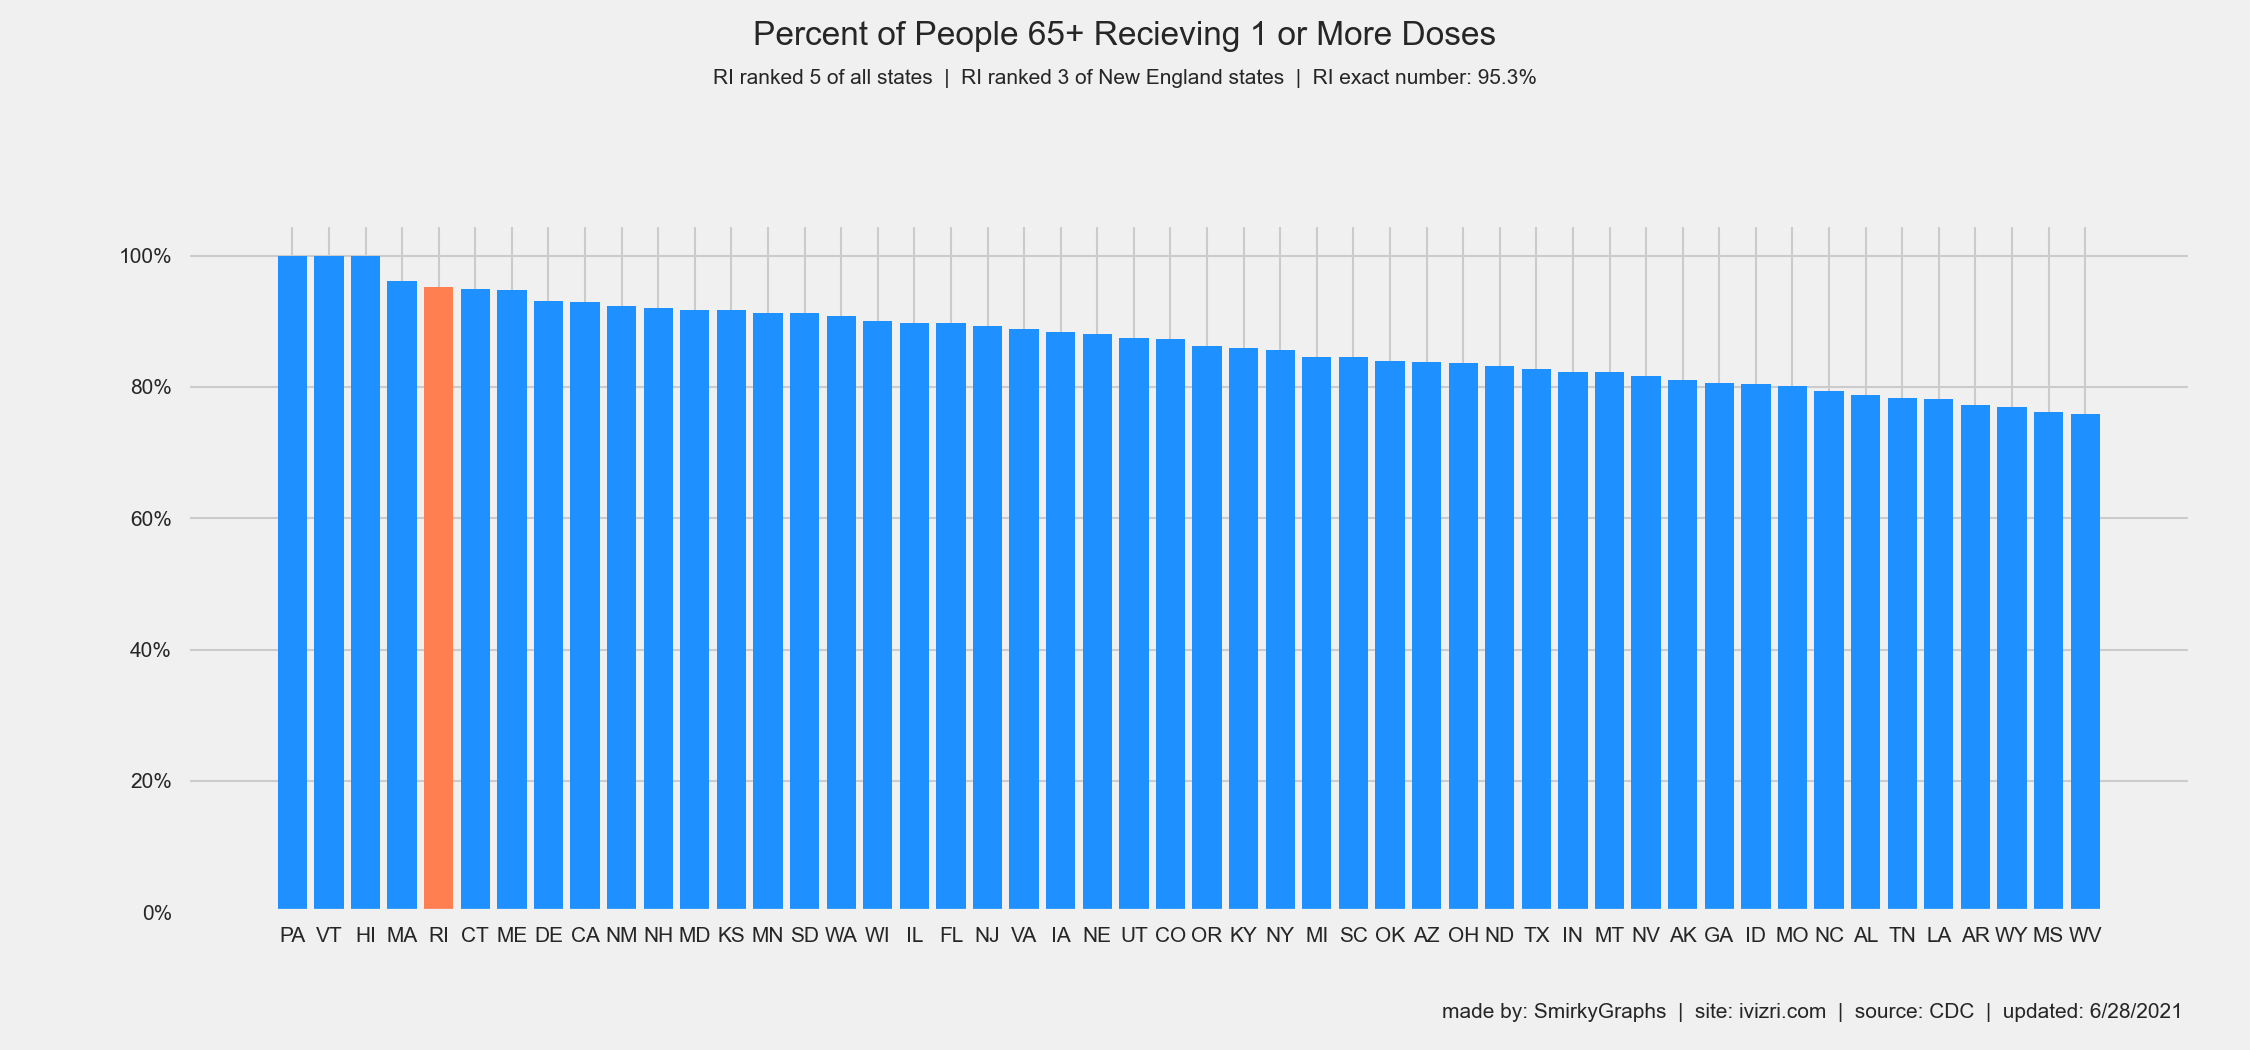 Percent of People 65+ Recieving 1 or More Doses
RI ranked 5 of all states | RI ranked 3 of New England states | RI exact number: 95.3%
100%
80%
60%
40%
20%
0%
PA VT HI MA RI CT ME DE CA NM NH MD KS MN SD WA WI IL FL NJ VA IA NE UT CO OR KY NY MI SC OK AZ OH ND TX IN MT NV AK GA ID MO NC AL TN LA AR WY MS WV
made by: SmirkyGraphs | site: ivizri.com | source: CDC | updated: 6/28/2021